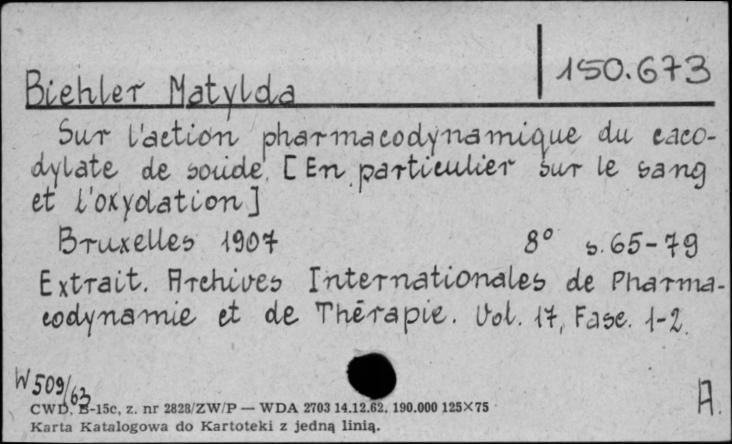 150.673
Biehler Matylda
Sur l'action pharmacodynamique du caco-
dylate de soude. [En particulier sur le sang
et l'oxydation]
Bruxelles 1907 8° s. 65-79
Extrait. Archives Internationales de Pharma-
codynamie et de Thérapie. Vol. 17, Fasc. 1-2.
W 509/63
A.
CWD, B-15c, z. nr 2828/ZW/P — WDA 2703 14.12.62. 190.000 125×75
Karta Katalogowa do Kartoteki z jedną linią.